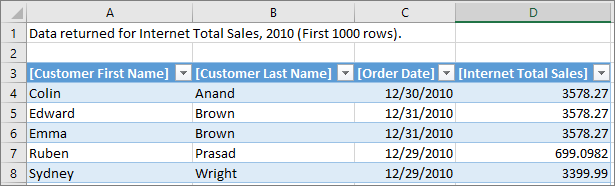 A B C D
1 Data returned for Internet Total Sales, 2010 (First 1000 rows).
2
3 [Customer First Name] [Customer Last Name] [Order Date] [Internet Total Sales]
4 Colin Anand 12/30/2010 3578.27
5 Edward Brown 12/31/2010 3578.27
6 Emma Brown 12/31/2010 3578.27
7 Ruben Prasad 12/29/2010 699.0982
8 Sydney Wright 12/29/2010 3399.99